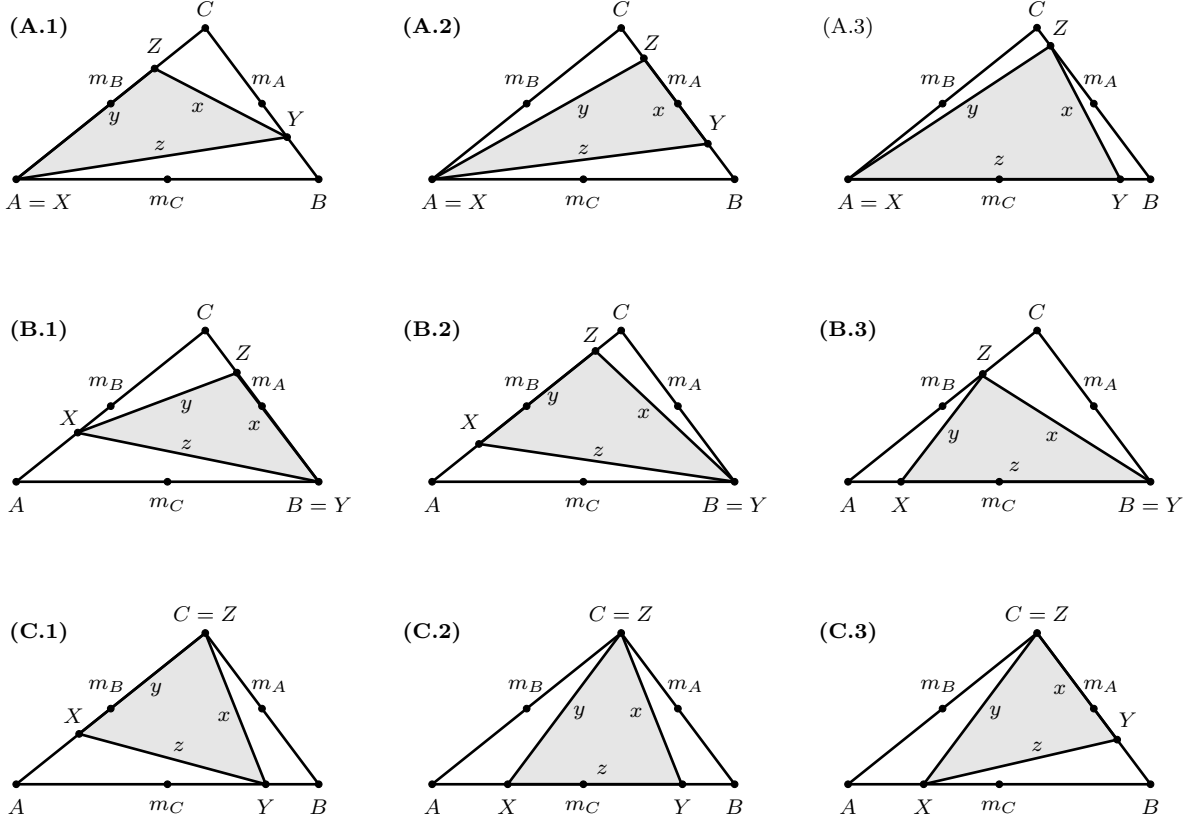 (A.1) C (A.2) C (A.3) C
Z Z Z
m_B m_A m_B m_A m_B m_A
y x y x y x
Y Y
z z z
A = X m_C B A = X m_C B A = X m_C Y B
(B.1) C (B.2) C (B.3) C
Z Z Z
m_B m_A m_B m_A m_B m_A
X y x X y x y x
z z z
A m_C B = Y A m_C B = Y A X m_C B = Y
(C.1) C = Z (C.2) C = Z (C.3) C = Z
m_B y m_A m_B m_A m_B x m_A
X x y x y Y
z z z
A m_C Y B A X m_C Y B A X m_C B